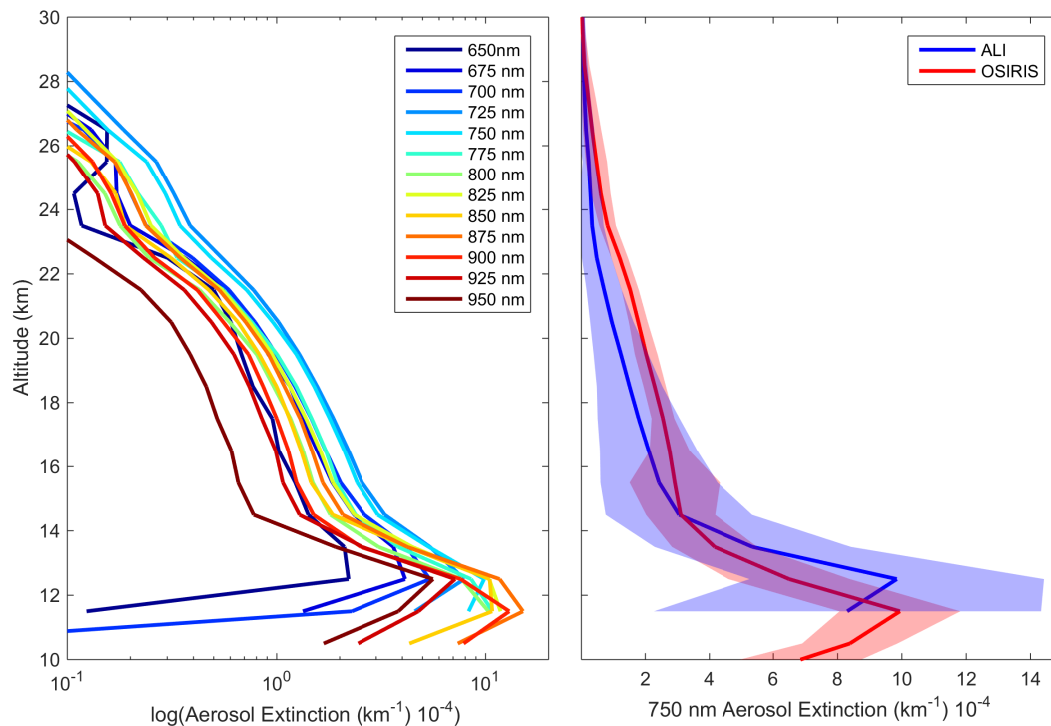 30
28
26
24
22
20
18
16
14
12
10
Altitude (km)
10^-1
10^0
10^1
log(Aerosol Extinction (km^-1) 10^-4)
650nm
675 nm
700 nm
725 nm
750 nm
775 nm
800 nm
825 nm
850 nm
875 nm
900 nm
925 nm
950 nm
ALI
OSIRIS
2 4 6 8 10 12 14
750 nm Aerosol Extinction (km^-1) 10^-4